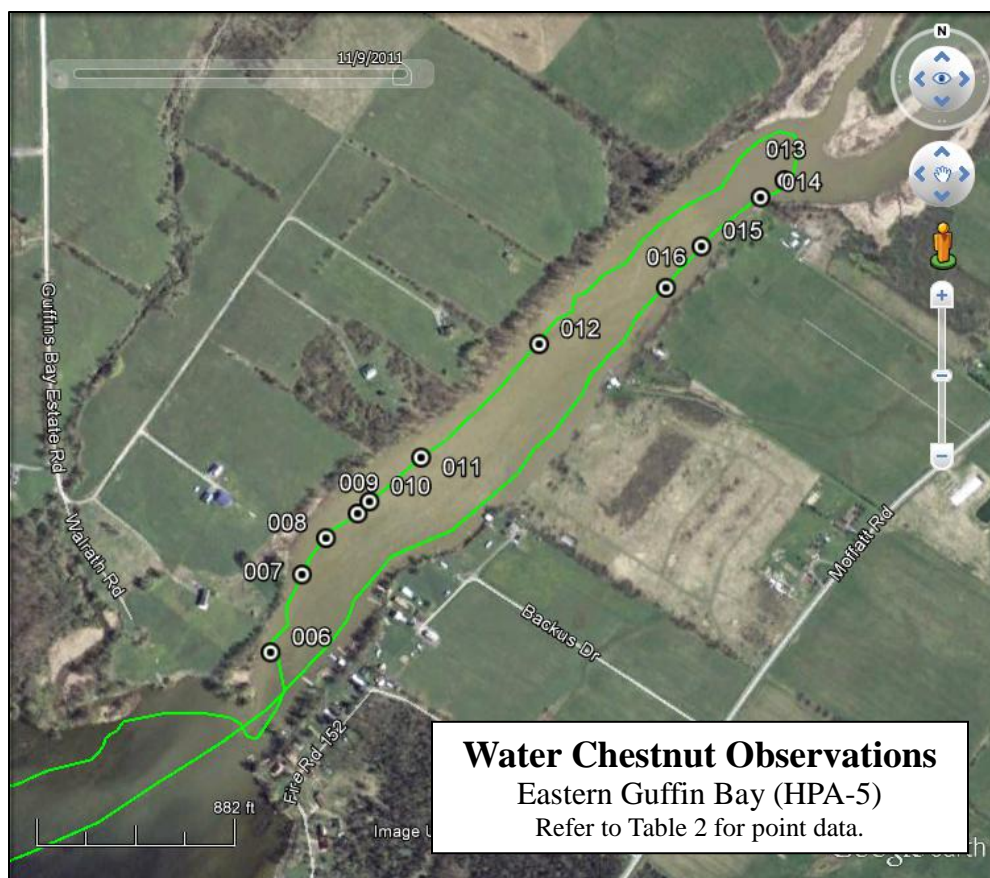 11/9/2011
N
013
014
015
016
012
011
010
009
008
007
006
Guffins Bay Estate Rd
Walrath Rd
Moffatt Rd
Backus Dr
Fire Rd 152
882 ft
Image
Water Chestnut Observations
Eastern Guffin Bay (HPA-5)
Refer to Table 2 for point data.